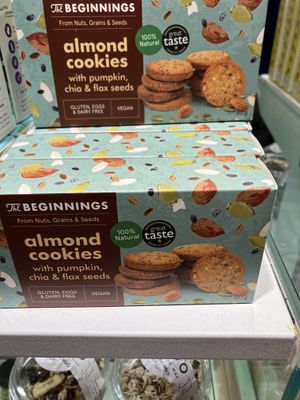 The BEGINNINGS
From Nuts, Grains & Seeds
almond
cookies
with pumpkin,
chia & flax seeds
GLUTEN, EGGS
& DAIRY FREE
VEGAN
100%
Natural
great
taste
The BEGINNINGS
From Nuts, Grains & Seeds
almond
cookies
with pumpkin,
chia & flax seeds
GLUTEN, EGGS
& DAIRY FREE
VEGAN
100%
Natural
great
taste